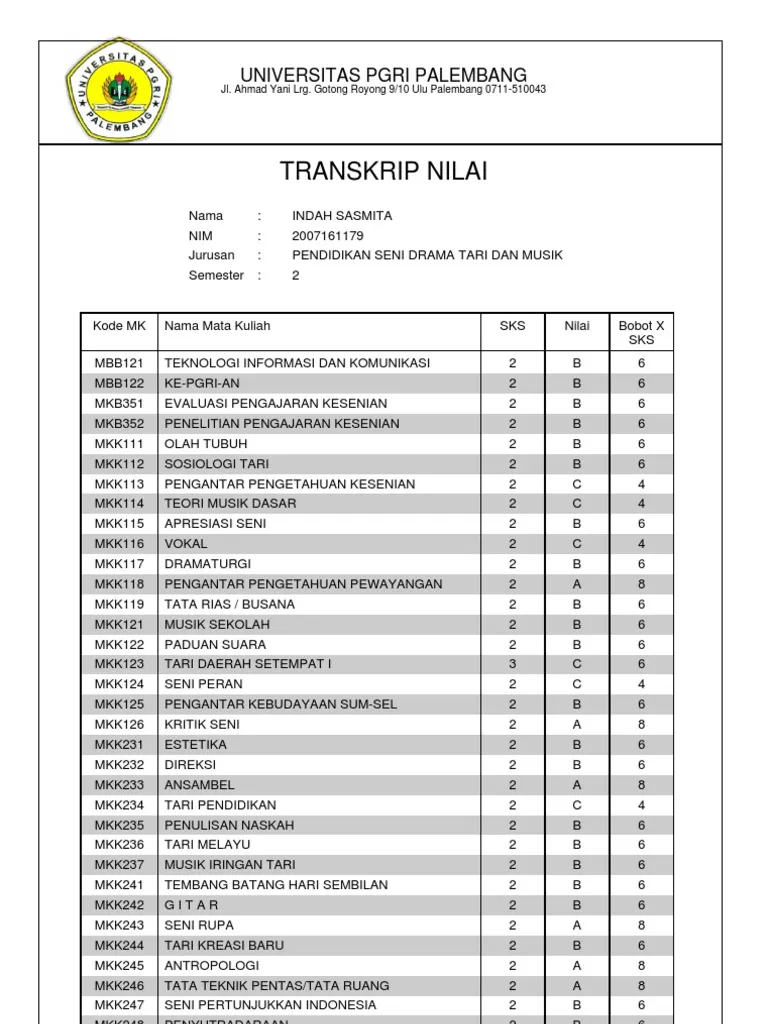 UNIVERSITAS PGRI
PALEMBANG
UNIVERSITAS PGRI PALEMBANG
Jl. Ahmad Yani Lrg. Gotong Royong 9/10 Ulu Palembang 0711-510043
TRANSKRIP NILAI
Nama : INDAH SASMITA
NIM : 2007161179
Jurusan : PENDIDIKAN SENI DRAMA TARI DAN MUSIK
Semester : 2
Kode MK Nama Mata Kuliah SKS Nilai Bobot X SKS
MBB121 TEKNOLOGI INFORMASI DAN KOMUNIKASI 2 B 6
MBB122 KE-PGRI-AN 2 B 6
MKB351 EVALUASI PENGAJARAN KESENIAN 2 B 6
MKB352 PENELITIAN PENGAJARAN KESENIAN 2 B 6
MKK111 OLAH TUBUH 2 B 6
MKK112 SOSIOLOGI TARI 2 B 6
MKK113 PENGANTAR PENGETAHUAN KESENIAN 2 C 4
MKK114 TEORI MUSIK DASAR 2 C 4
MKK115 APRESIASI SENI 2 B 6
MKK116 VOKAL 2 C 4
MKK117 DRAMATURGI 2 B 6
MKK118 PENGANTAR PENGETAHUAN PEWAYANGAN 2 A 8
MKK119 TATA RIAS / BUSANA 2 B 6
MKK121 MUSIK SEKOLAH 2 B 6
MKK122 PADUAN SUARA 2 B 6
MKK123 TARI DAERAH SETEMPAT I 3 C 6
MKK124 SENI PERAN 2 C 4
MKK125 PENGANTAR KEBUDAYAAN SUM-SEL 2 B 6
MKK126 KRITIK SENI 2 A 8
MKK231 ESTETIKA 2 B 6
MKK232 DIREKSI 2 B 6
MKK233 ANSAMBEL 2 A 8
MKK234 TARI PENDIDIKAN 2 C 4
MKK235 PENULISAN NASKAH 2 B 6
MKK236 TARI MELAYU 2 B 6
MKK237 MUSIK IRINGAN TARI 2 B 6
MKK241 TEMBANG BATANG HARI SEMBILAN 2 B 6
MKK242 G I T A R 2 B 6
MKK243 SENI RUPA 2 A 8
MKK244 TARI KREASI BARU 2 B 6
MKK245 ANTROPOLOGI 2 A 8
MKK246 TATA TEKNIK PENTAS/TATA RUANG 2 A 8
MKK247 SENI PERTUNJUKKAN INDONESIA 2 B 6
MKK248 PENYUTRADARAAN 2 B 6